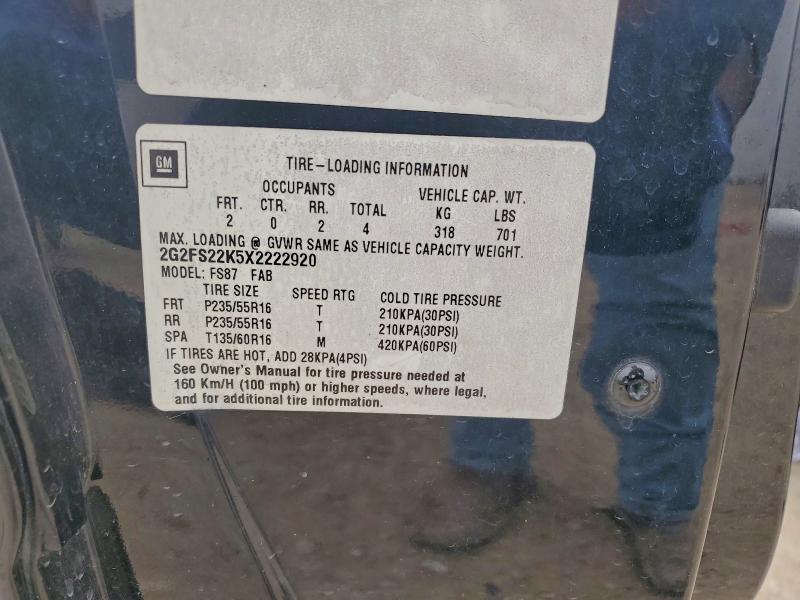 GM
TIRE-LOADING INFORMATION
OCCUPANTS VEHICLE CAP. WT.
FRT. CTR. RR. TOTAL KG LBS
2 0 2 4 318 701
MAX. LOADING @ GVWR SAME AS VEHICLE CAPACITY WEIGHT.
2G2FS22K5X2222920
MODEL: FS87 FAB
TIRE SIZE SPEED RTG COLD TIRE PRESSURE
FRT P235/55R16 T 210KPA(30PSI)
RR P235/55R16 T 210KPA(30PSI)
SPA T135/60R16 M 420KPA(60PSI)
IF TIRES ARE HOT, ADD 28KPA(4PSI)
See Owner's Manual for tire pressure needed at
160 Km/H (100 mph) or higher speeds, where legal,
and for additional tire information.